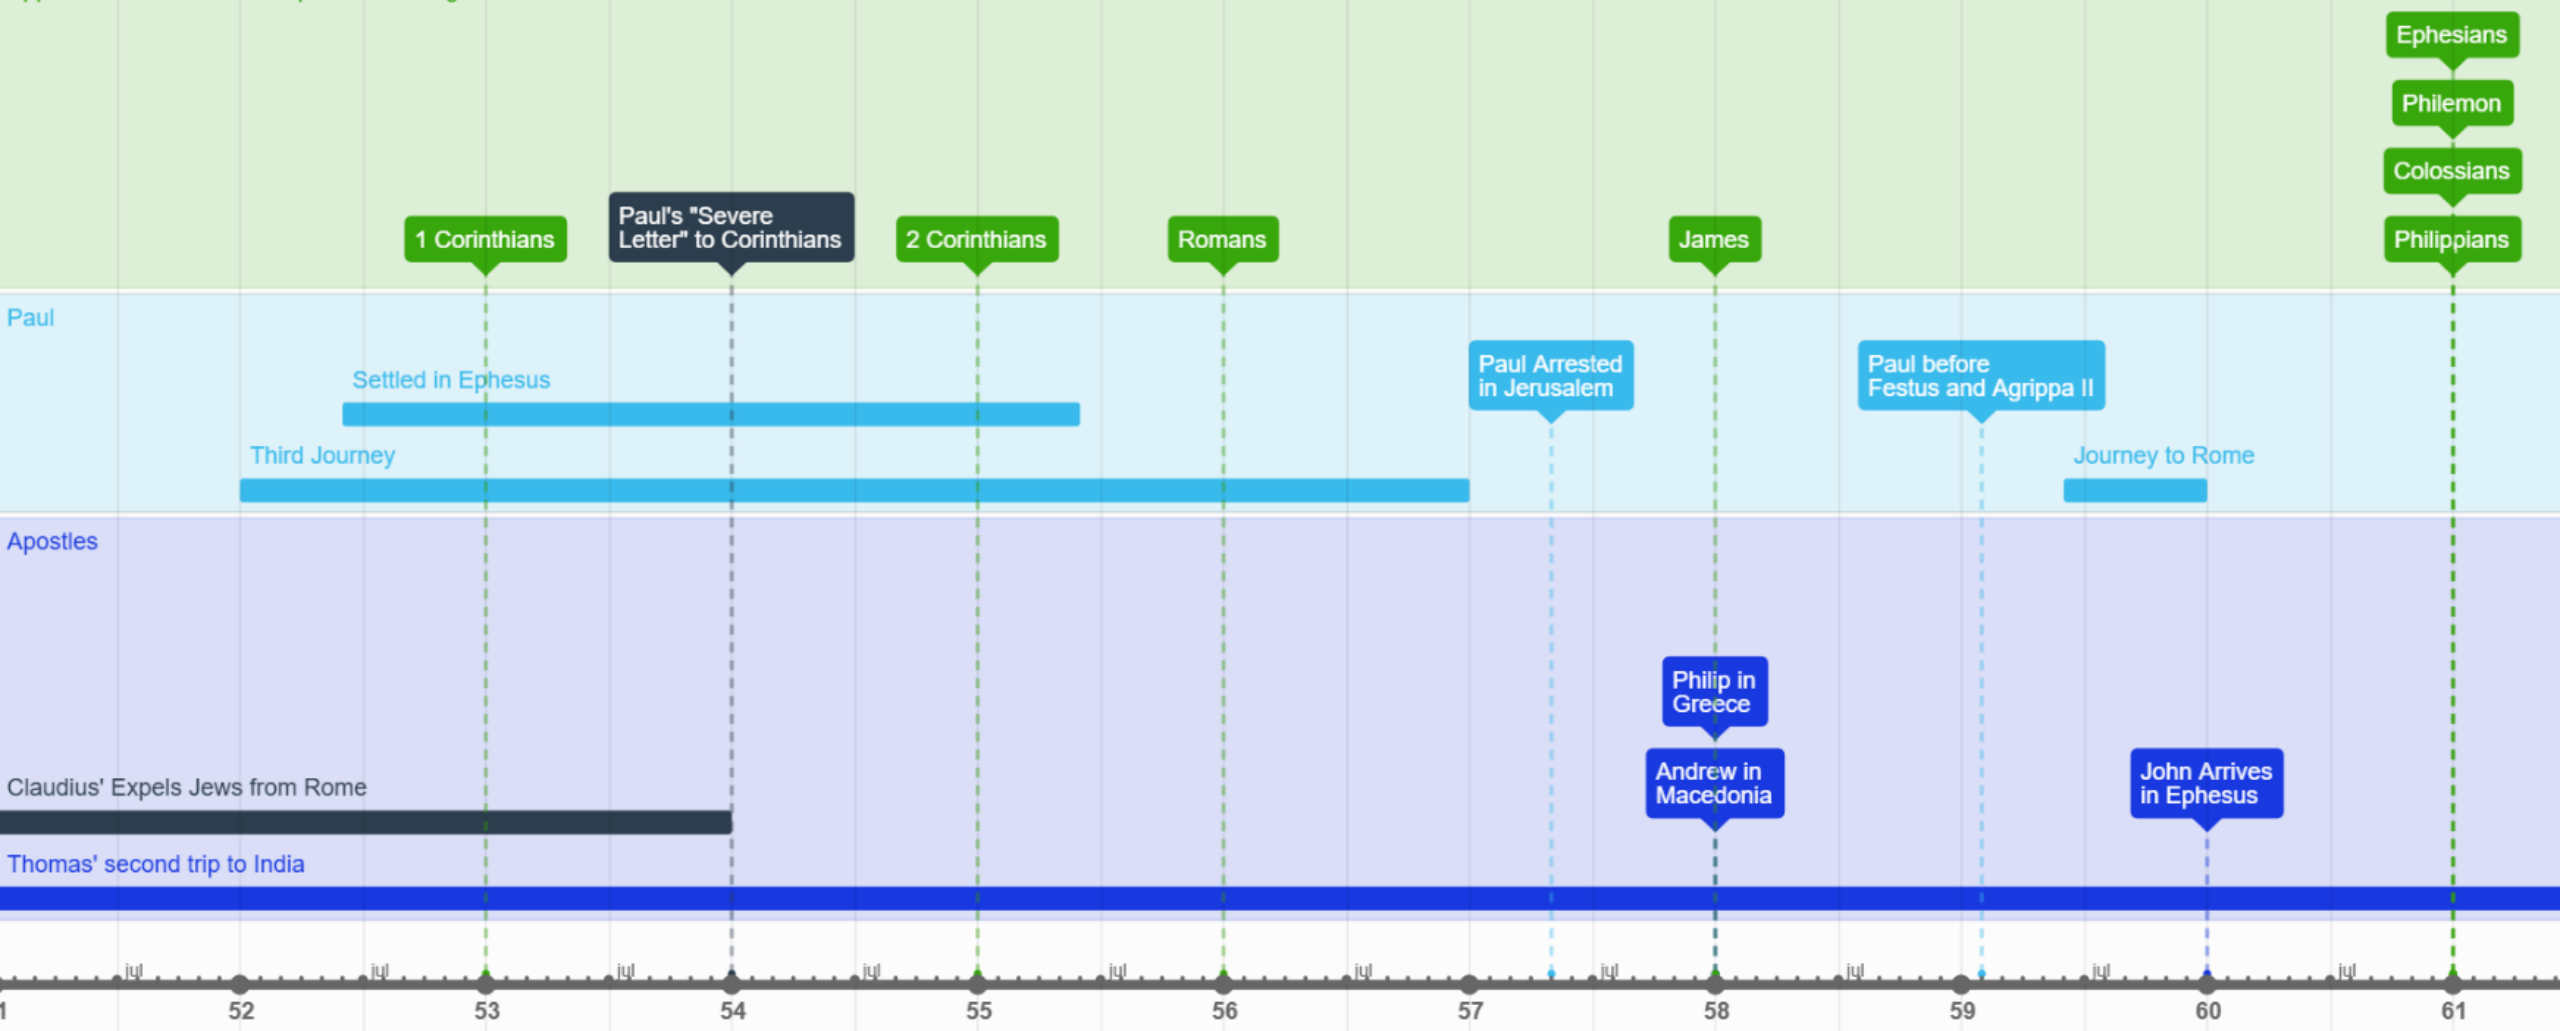 Ephesians
Philemon
Colossians
Philippians
1 Corinthians
Paul's "Severe
Letter" to Corinthians
2 Corinthians
Romans
James
Paul
Settled in Ephesus
Third Journey
Paul Arrested
in Jerusalem
Paul before
Festus and Agrippa II
Journey to Rome
Apostles
Philip in
Greece
Andrew in
Macedonia
John Arrives
in Ephesus
Claudius' Expels Jews from Rome
Thomas' second trip to India
jul jul jul jul jul jul jul jul jul jul
52 53 54 55 56 57 58 59 60 61